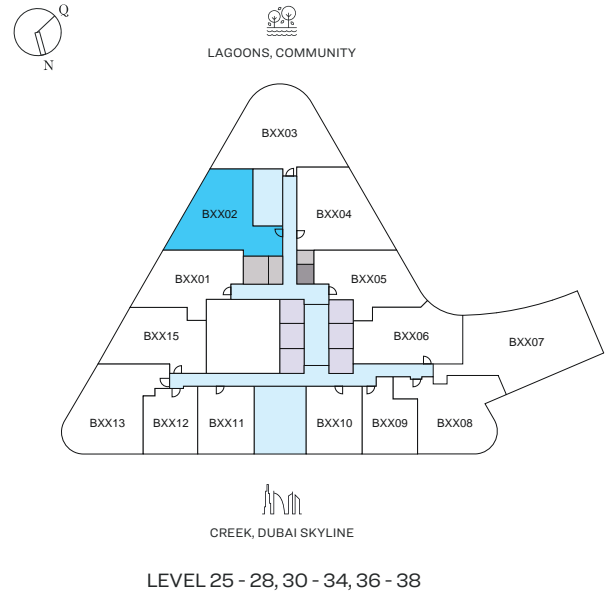 Q
N
LAGOONS, COMMUNITY
BXX03
BXX02
BXX04
BXX01
BXX05
BXX15
BXX06
BXX07
BXX13
BXX12
BXX11
BXX10
BXX09
BXX08
CREEK, DUBAI SKYLINE
LEVEL 25 - 28, 30 - 34, 36 - 38